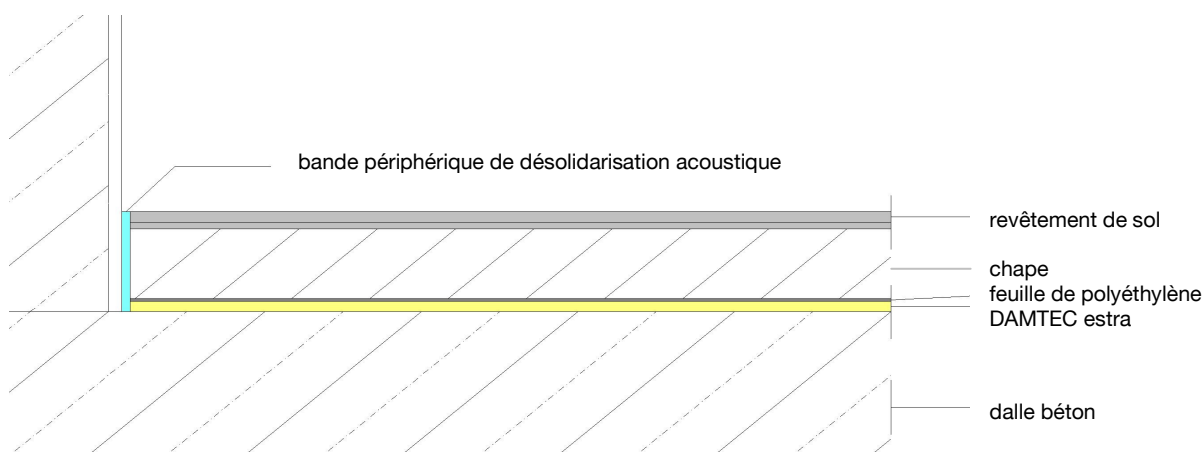 bande périphérique de désolidarisation acoustique
revêtement de sol
chape
feuille de polyéthylène
DAMTEC estra
dalle béton